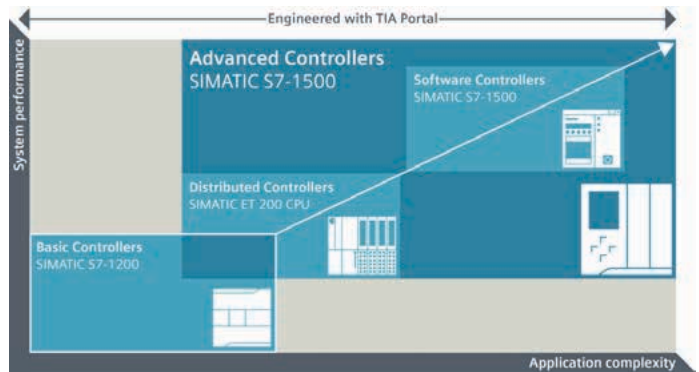 Engineered with TIA Portal
System performance
Advanced Controllers
SIMATIC S7-1500
Software Controllers
SIMATIC S7-1500
Distributed Controllers
SIMATIC ET 200 CPU
Basic Controllers
SIMATIC S7-1200
Application complexity